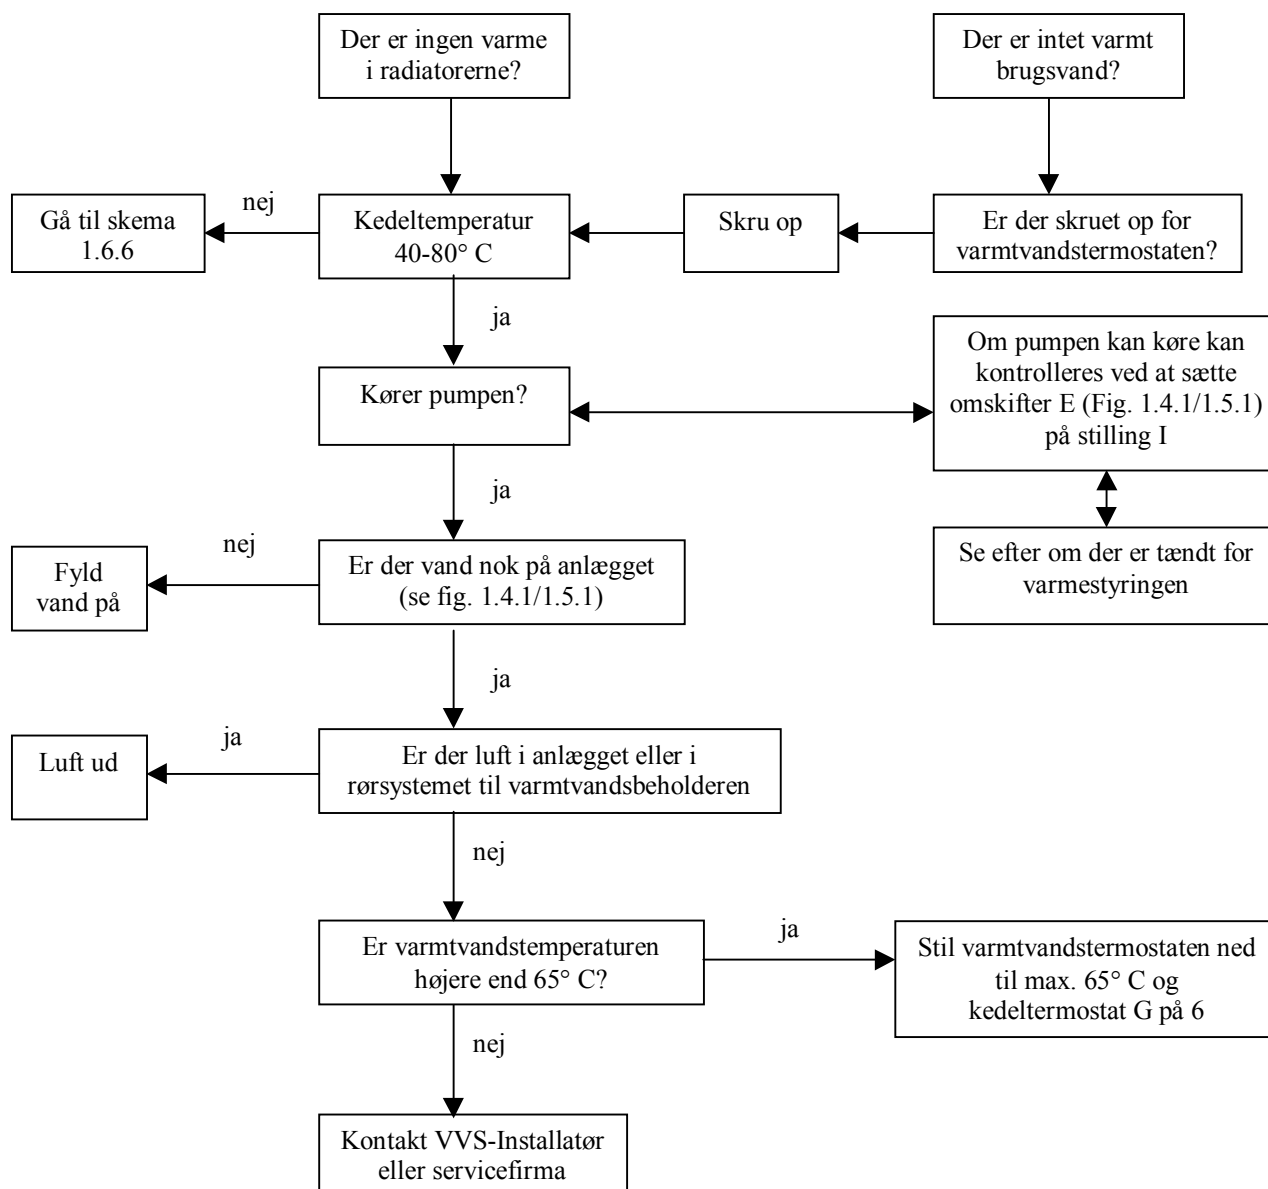 Der er ingen varme
i radiatorerne?
Der er intet varmt
brugsvand?
nej
Gå til skema
1.6.6
Kedeltemperatur
40-80° C
Skru op
Er der skruet op for
varmtvandstermostaten?
ja
Kører pumpen?
Om pumpen kan køre kan
kontrolleres ved at sætte
omskifter E (Fig. 1.4.1/1.5.1)
på stilling I
ja
nej
Fyld
vand på
Er der vand nok på anlægget
(se fig. 1.4.1/1.5.1)
Se efter om der er tændt for
varmestyringen
ja
ja
Luft ud
Er der luft i anlægget eller i
rørsystemet til varmtvandsbeholderen
nej
Er varmtvandstemperaturen
højere end 65° C?
ja
Stil varmtvandstermostaten ned
til max. 65° C og
kedeltermostat G på 6
nej
Kontakt VVS-Installatør
eller servicefirma